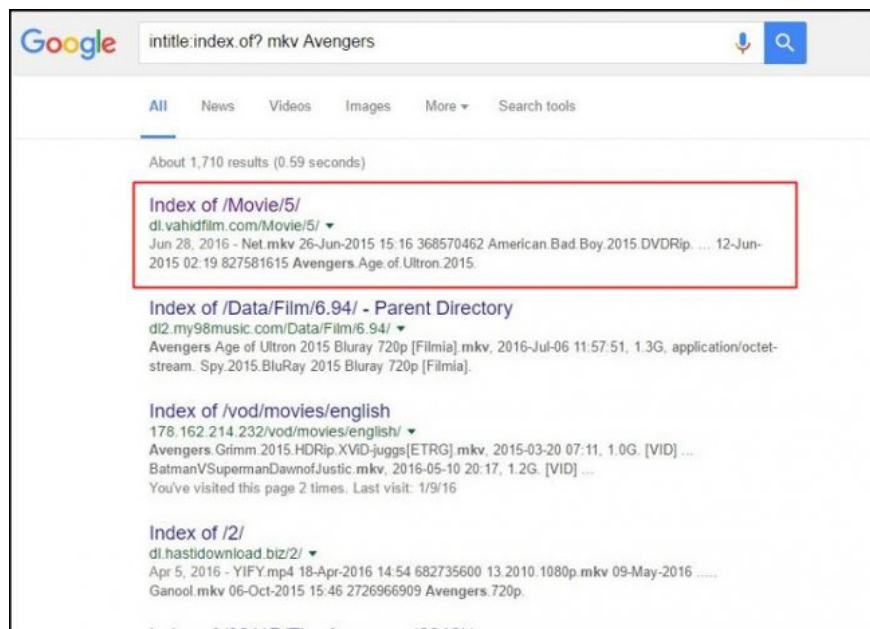 Google
intitle:index.of? mkv Avengers
All News Videos Images More Search tools
About 1,710 results (0.59 seconds)
Index of /Movie/5/
dl.vahidfilm.com/Movie/5/
Jun 28, 2016 - Net.mkv 26-Jun-2015 15:16 368570462 American.Bad.Boy.2015.DVDRip. ... 12-Jun-
2015 02:19 827581615 Avengers.Age.of.Ultron.2015.
Index of /Data/Film/6.94/ - Parent Directory
dl2.my98music.com/Data/Film/6.94/
Avengers Age of Ultron 2015 Bluray 720p [Filmia].mkv, 2016-Jul-06 11:57:51, 1.3G, application/octet-
stream. Spy.2015.BluRay 2015 Bluray 720p [Filmia].
Index of /vod/movies/english
178.162.214.232/vod/movies/english/
Avengers.Grimm.2015.HDRip.XViD-juggs[ETRG].mkv, 2015-03-20 07:11, 1.0G. [VID] ...
BatmanVSupermanDawnofJustic.mkv, 2016-05-10 20:17, 1.2G. [VID] ...
You've visited this page 2 times. Last visit: 1/9/16
Index of /2/
dl.hastidownload.biz/2/
Apr 5, 2016 - YIFY.mp4 18-Apr-2016 14:54 682735600 13.2010.1080p.mkv 09-May-2016 .....
Ganool.mkv 06-Oct-2015 15:46 2726966909 Avengers.720p.